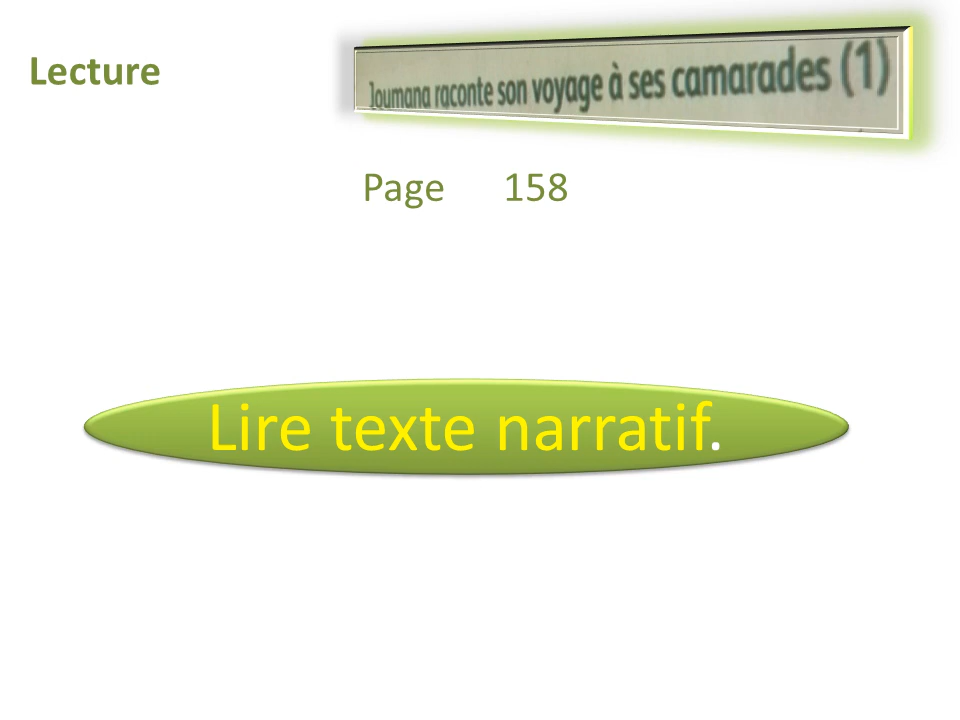 Lecture
Joumana raconte son voyage à ses camarades (1)
Page 158
Lire texte narratif.